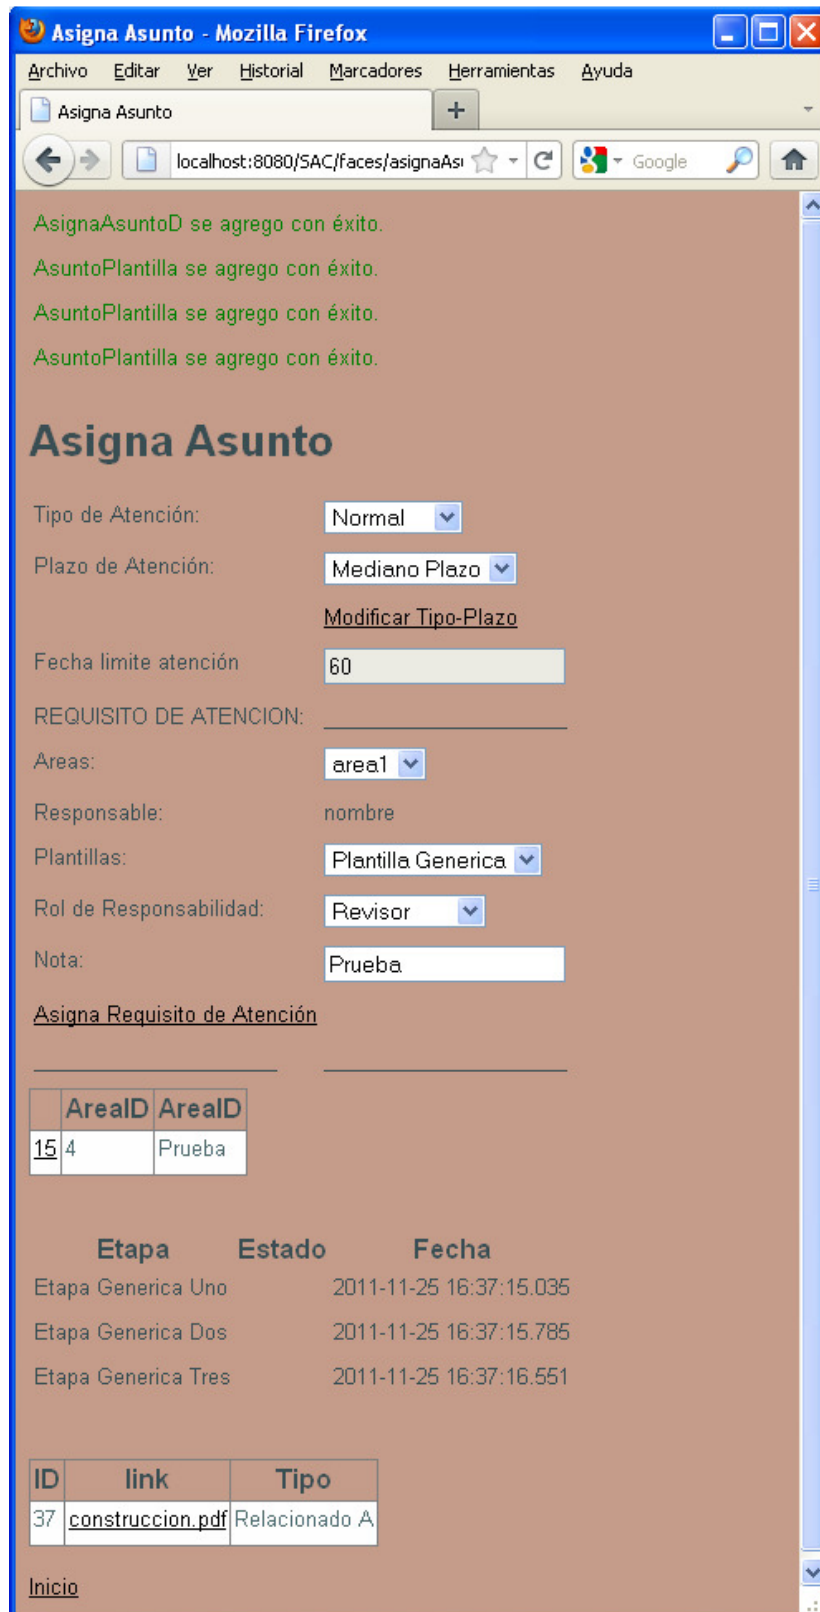 Asigna Asunto - Mozilla Firefox
Archivo Editar Ver Historial Marcadores Herramientas Ayuda
Asigna Asunto
localhost:8080/SAC/faces/asignaAsu Google
AsignaAsuntoD se agrego con éxito.
AsuntoPlantilla se agrego con éxito.
AsuntoPlantilla se agrego con éxito.
AsuntoPlantilla se agrego con éxito.
Asigna Asunto
Tipo de Atención: Normal
Plazo de Atención: Mediano Plazo
Modificar Tipo-Plazo
Fecha limite atención 60
REQUISITO DE ATENCION:
Areas: area1
Responsable: nombre
Plantillas: Plantilla Generica
Rol de Responsabilidad: Revisor
Nota: Prueba
Asigna Requisito de Atención
AreaID AreaID
15 4 Prueba
Etapa Estado Fecha
Etapa Generica Uno 2011-11-25 16:37:15.035
Etapa Generica Dos 2011-11-25 16:37:15.785
Etapa Generica Tres 2011-11-25 16:37:16.551
ID link Tipo
37 construccion.pdf Relacionado A
Inicio